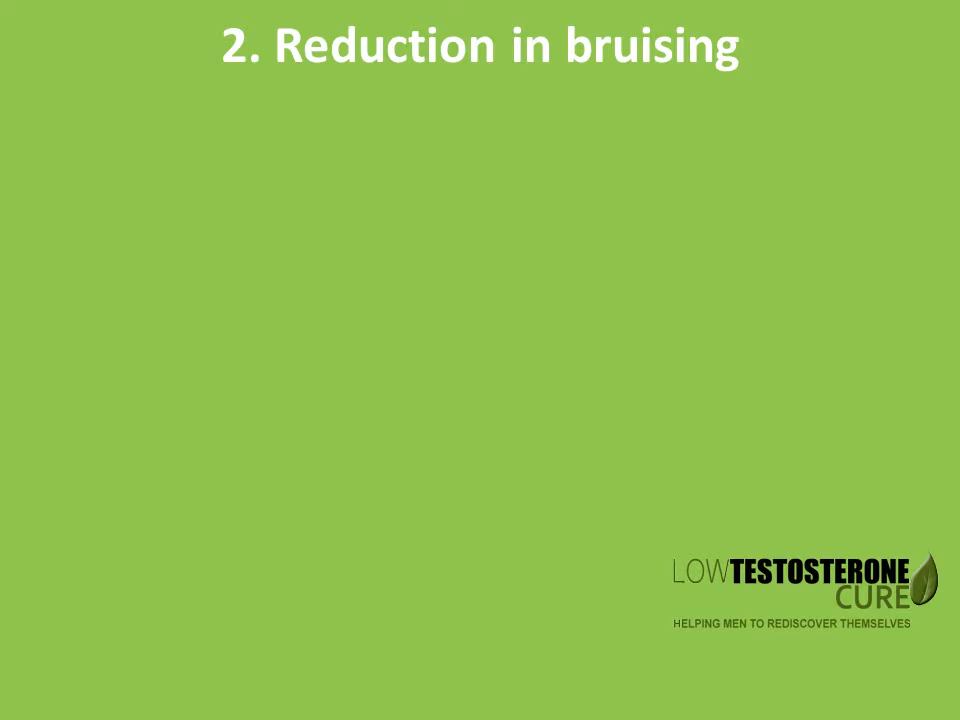 2. Reduction in bruising
LOWTESTOSTERONE
CURE
HELPING MEN TO REDISCOVER THEMSELVES